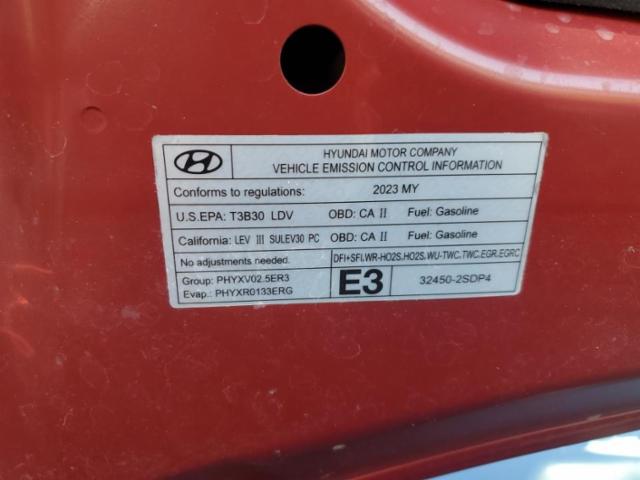 HYUNDAI MOTOR COMPANY
VEHICLE EMISSION CONTROL INFORMATION
Conforms to regulations: 2023 MY
U.S.EPA: T3B30 LDV OBD: CA II Fuel: Gasoline
California: LEV III SULEV30 PC OBD: CA II Fuel: Gasoline
No adjustments needed. DFI+SFI,WR-HO2S,HO2S,WU-TWC,TWC,EGR,EGRC
Group: PHYXV02.5ER3
Evap.: PHYXR0133ERG
E3 32450-2SDP4